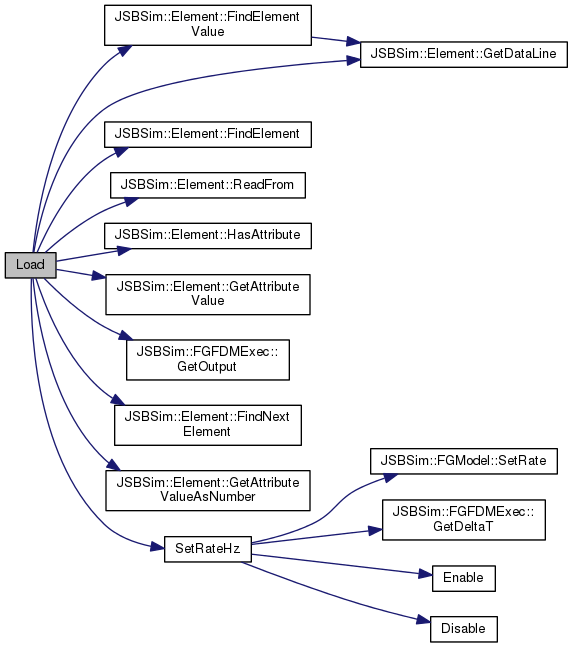 JSBSim::Element::FindElement
Value
JSBSim::Element::GetDataLine
JSBSim::Element::FindElement
JSBSim::Element::ReadFrom
JSBSim::Element::HasAttribute
Load
JSBSim::Element::GetAttribute
Value
JSBSim::FGFDMExec::
GetOutput
JSBSim::Element::FindNext
Element
JSBSim::Element::GetAttribute
ValueAsNumber
JSBSim::FGModel::SetRate
JSBSim::FGFDMExec::
GetDeltaT
SetRateHz
Enable
Disable